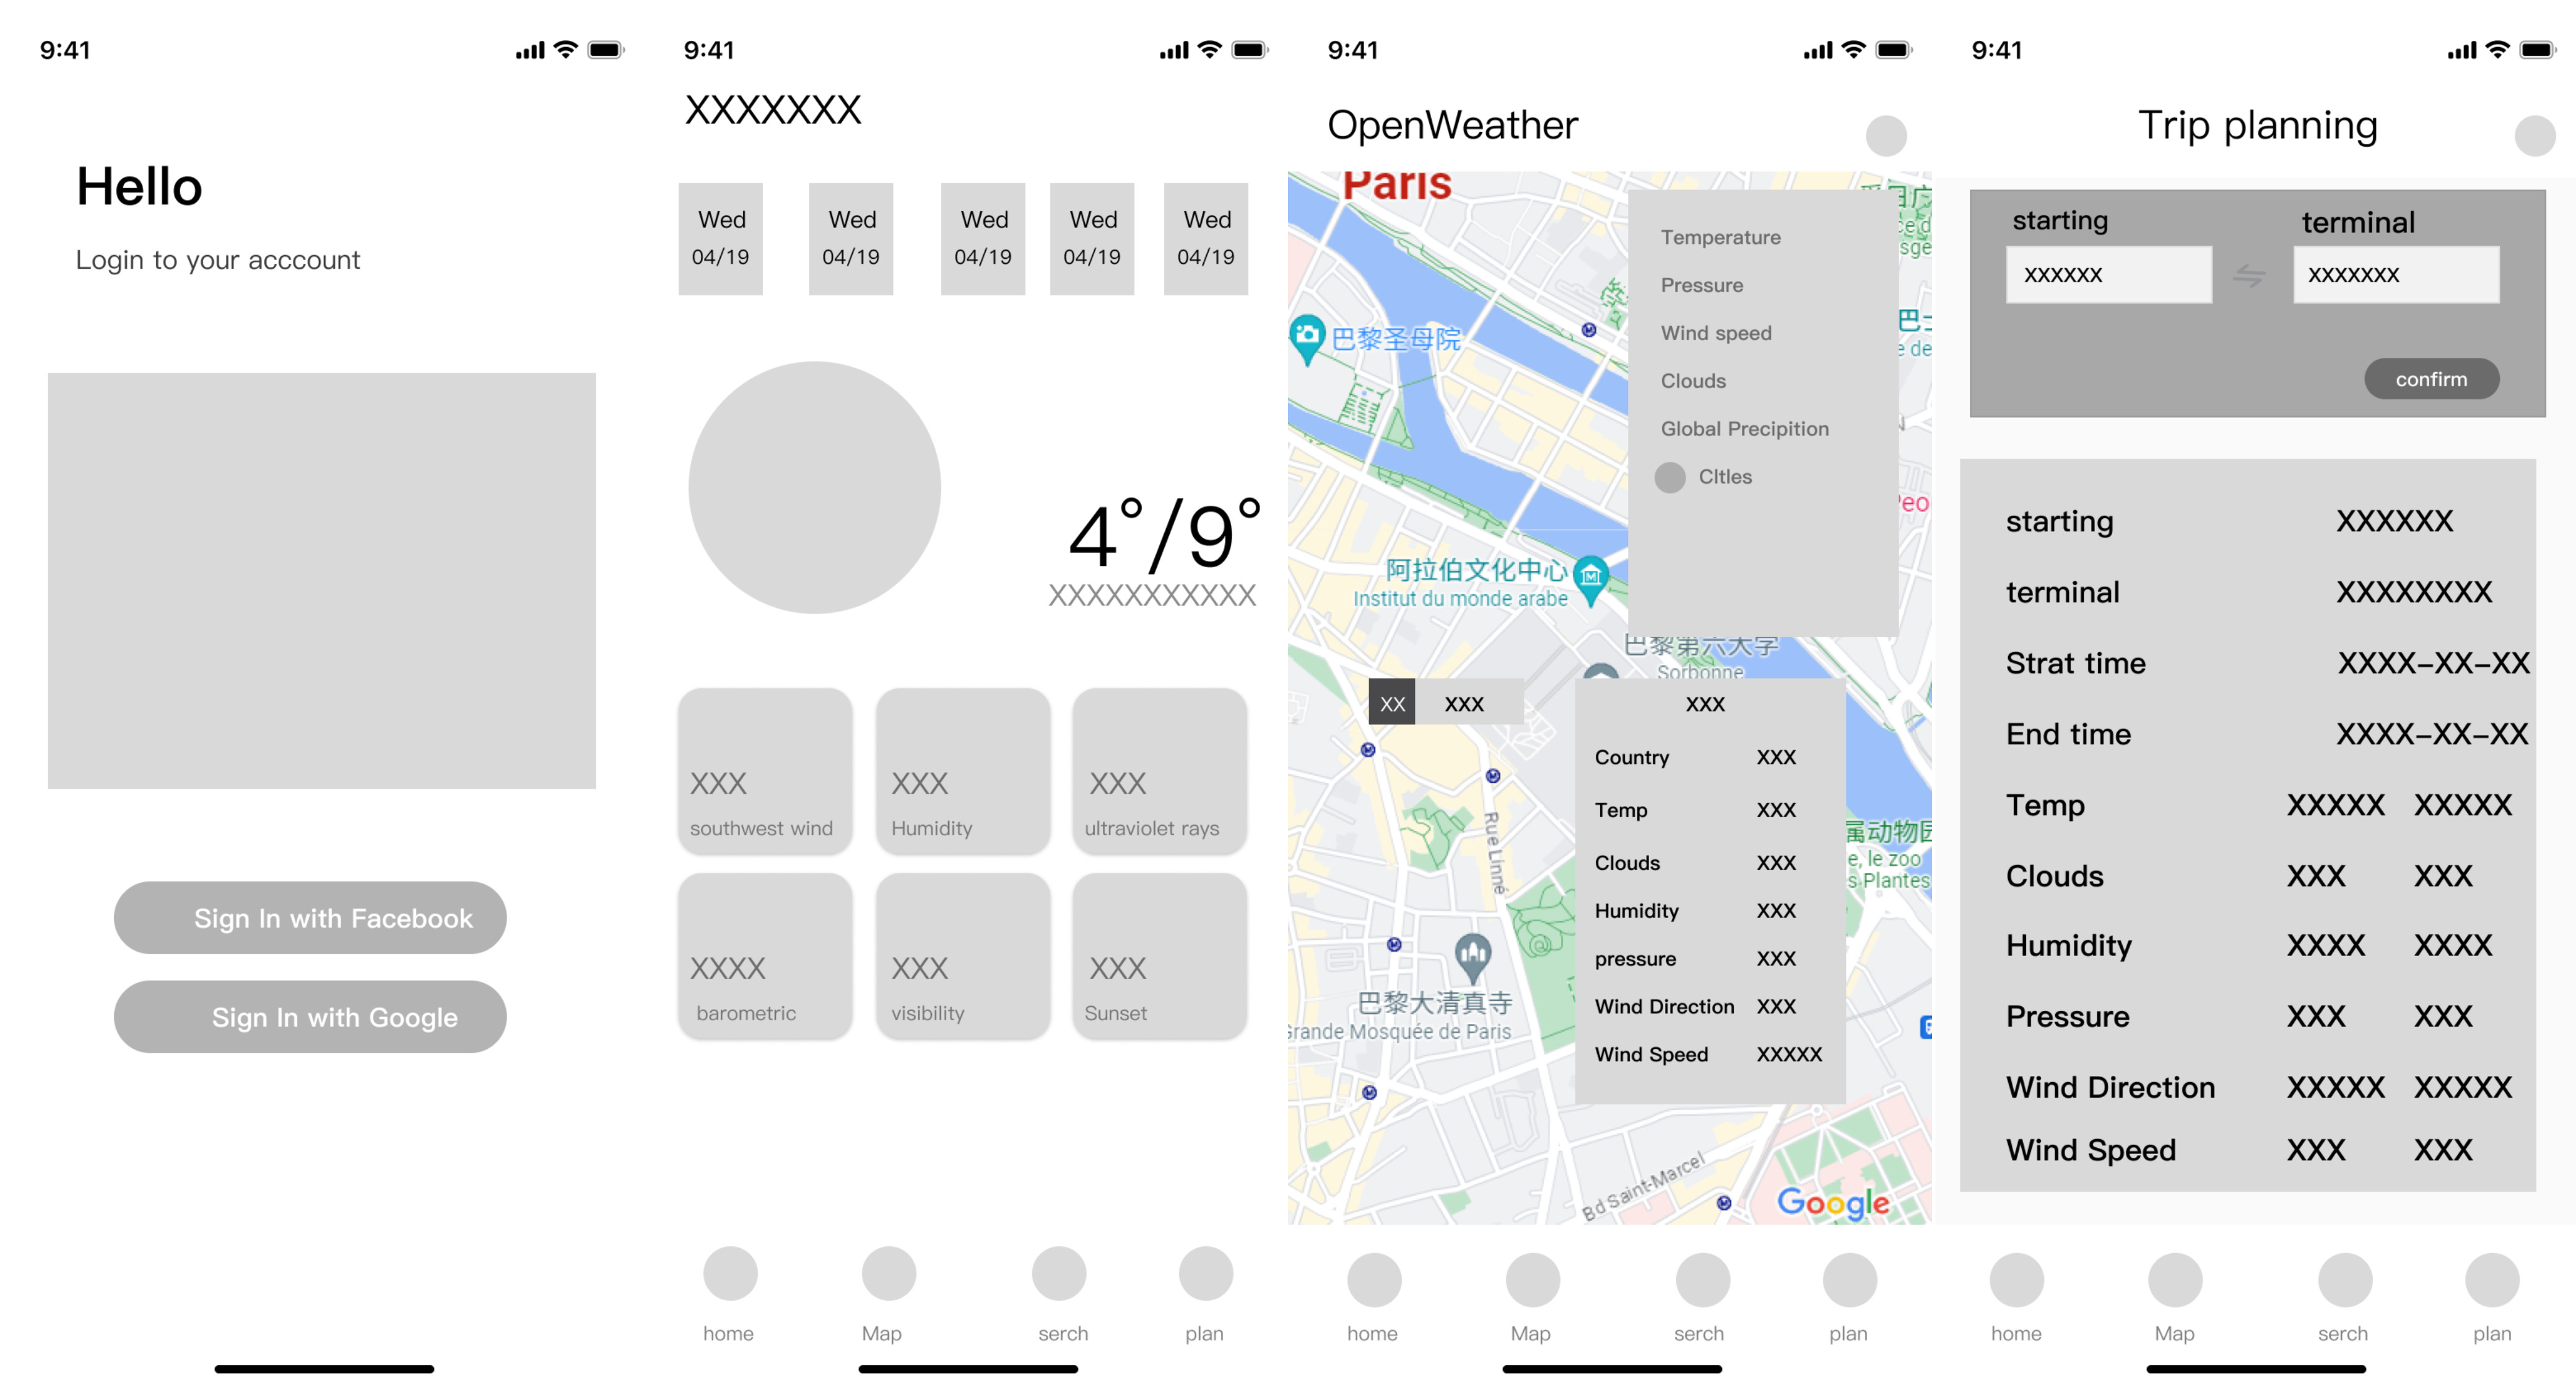 9:41
Hello
Login to your acccount
Sign In with Facebook
Sign In with Google
9:41
XXXXXXX
Wed
04/19
Wed
04/19
Wed
04/19
Wed
04/19
Wed
04/19
4°/9°
XXXXXXXXXXX
XXX
southwest wind
XXX
Humidity
XXX
ultraviolet rays
XXXX
barometric
XXX
visibility
XXX
Sunset
home
Map
serch
plan
9:41
OpenWeather
Paris
Temperature
Pressure
Wind speed
Clouds
Global Precipition
CItIes
巴黎圣母院
阿拉伯文化中心
Institut du monde arabe
巴黎第六大学
Sorbonne
XX
XXX
XXX
Country XXX
Temp XXX
Clouds XXX
Humidity XXX
pressure XXX
Wind Direction XXX
Wind Speed XXXXX
Rue Linné
属动物园
e, le zoo
s Plantes
巴黎大清真寺
Grande Mosquée de Paris
Bd Saint-Marcel
Google
home
Map
serch
plan
9:41
Trip planning
starting
terminal
XXXXXX
XXXXXXX
confirm
starting XXXXXX
terminal XXXXXXXX
Strat time XXXX-XX-XX
End time XXXX-XX-XX
Temp XXXXX XXXXX
Clouds XXX XXX
Humidity XXXX XXXX
Pressure XXX XXX
Wind Direction XXXXX XXXXX
Wind Speed XXX XXX
home
Map
serch
plan